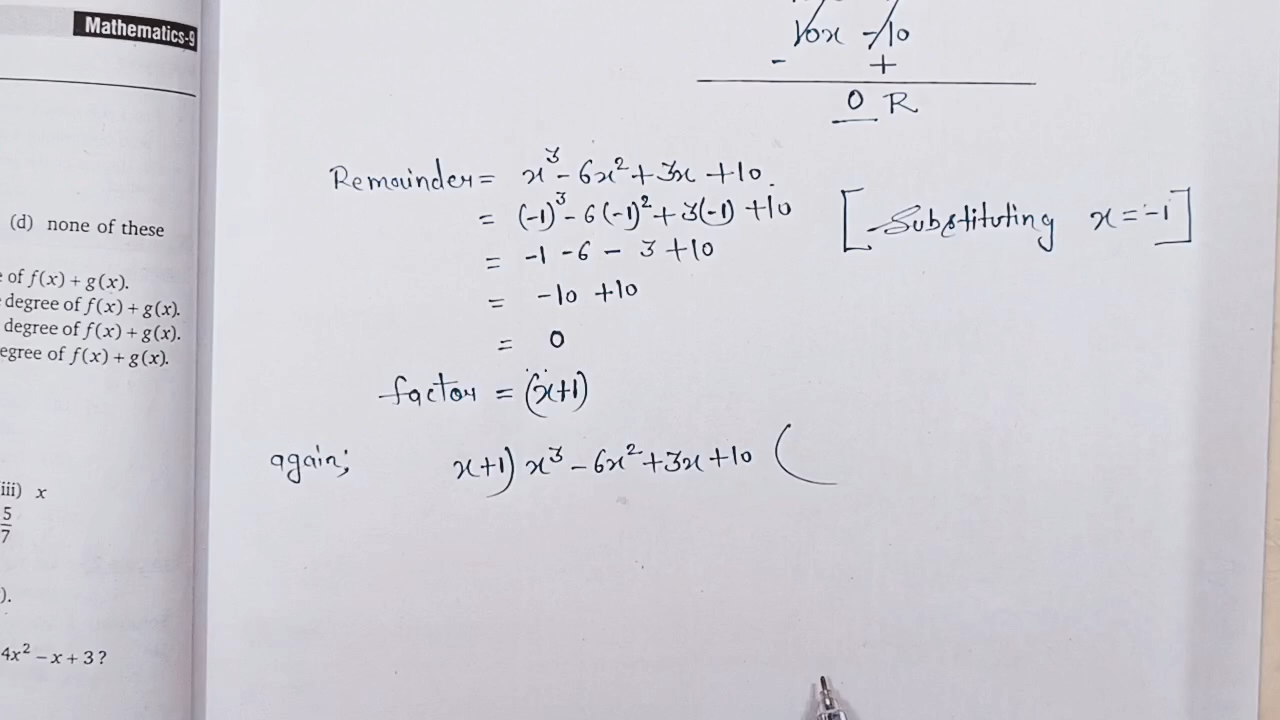 Mathematics-9
10x - 10
- +
0 R
Remainder = x³ - 6x² + 3x + 10.
= (-1)³ - 6(-1)² + 3(-1) + 10 [Substituting x = -1]
= -1 - 6 - 3 + 10
= -10 + 10
= 0
factor = (x+1)
again; x+1) x³ - 6x² + 3x + 10 (
(d) none of these
of f(x) + g(x).
degree of f(x) + g(x).
degree of f(x) + g(x).
egree of f(x) + g(x).
iii) x
5
7
).
4x² – x + 3?